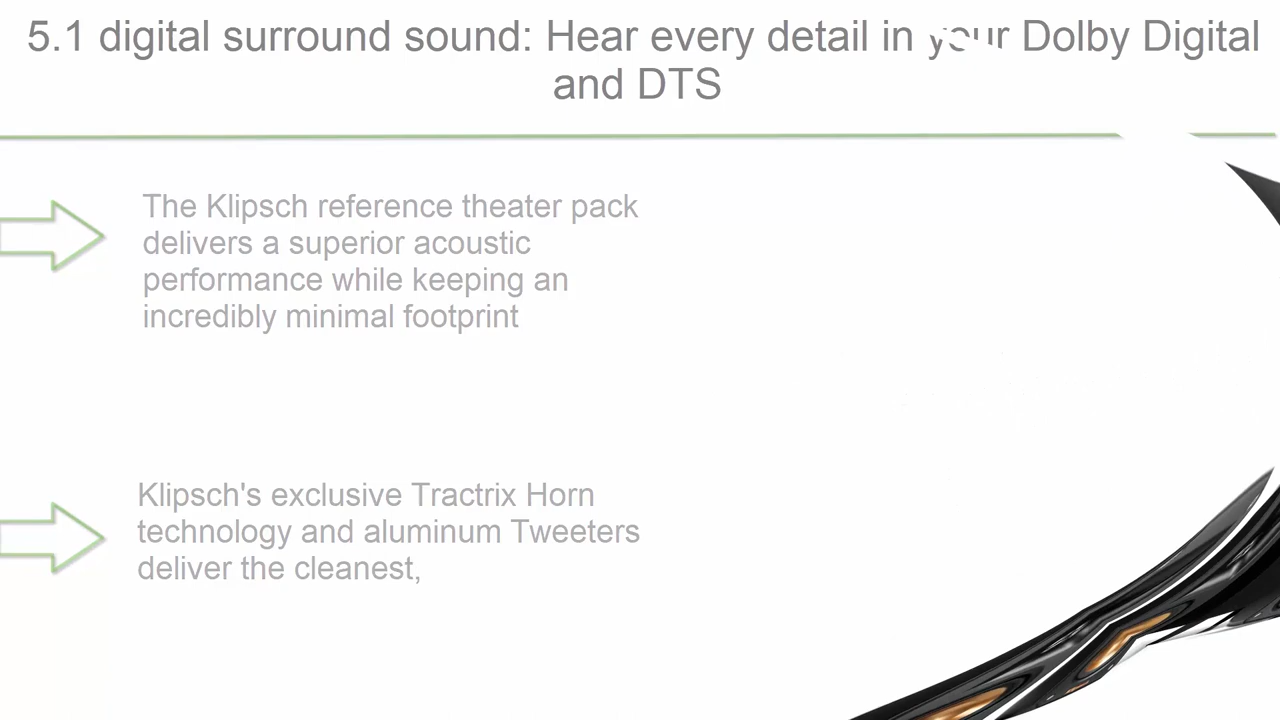 5.1 digital surround sound: Hear every detail in your Dolby Digital
and DTS
The Klipsch reference theater pack
delivers a superior acoustic
performance while keeping an
incredibly minimal footprint
Klipsch's exclusive Tractrix Horn
technology and aluminum Tweeters
deliver the cleanest,